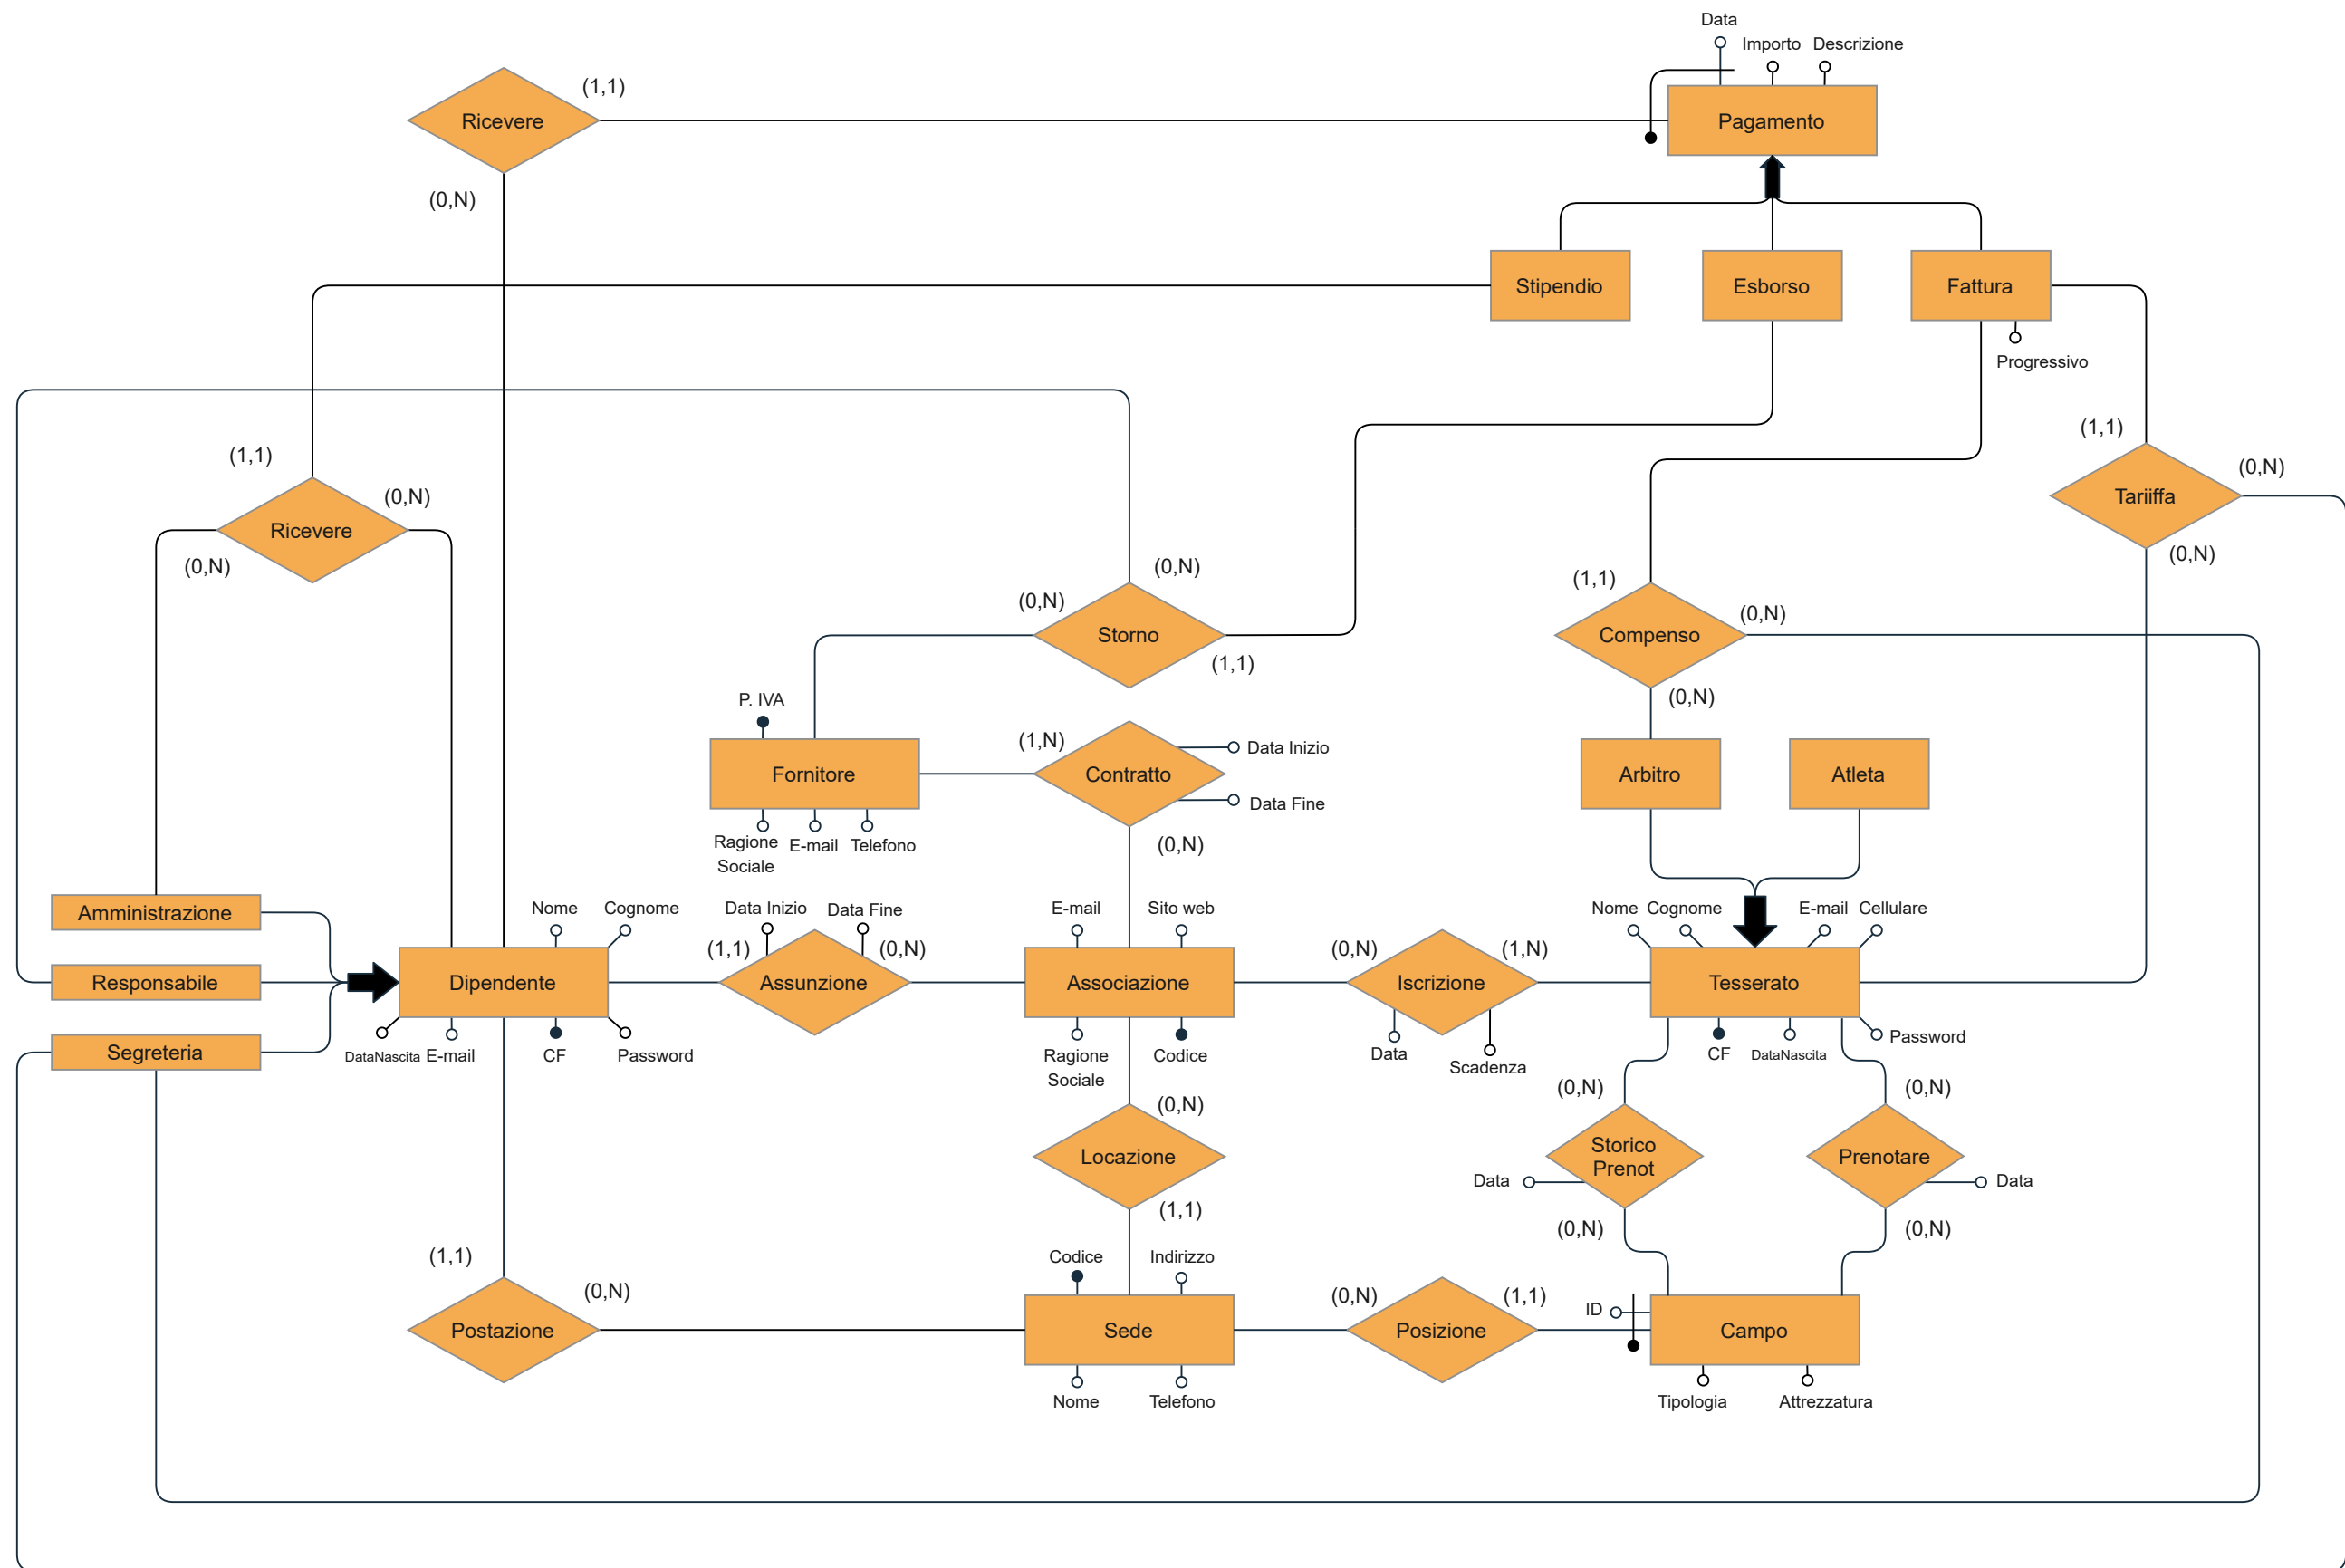 Data
Importo Descrizione
(1,1)
Ricevere
Pagamento
(0,N)
Stipendio
Esborso
Fattura
Progressivo
(1,1)
(1,1)
(0,N)
(0,N)
Tariiffa
Ricevere
(0,N)
(0,N)
(0,N)
(1,1)
(0,N)
(0,N)
Storno
Compenso
(1,1)
(0,N)
P. IVA
(1,N)
Data Inizio
Fornitore
Contratto
Arbitro
Atleta
Data Fine
Ragione
Sociale
E-mail
Telefono
(0,N)
Amministrazione
Nome
Cognome
Data Inizio
Data Fine
E-mail
Sito web
Nome
Cognome
E-mail
Cellulare
(1,1)
(0,N)
(0,N)
(1,N)
Responsabile
Dipendente
Assunzione
Associazione
Iscrizione
Tesserato
Segreteria
DataNascita
E-mail
CF
Password
Ragione
Sociale
Codice
Data
Scadenza
CF
DataNascita
Password
(0,N)
(0,N)
(0,N)
Locazione
Storico
Prenot
Prenotare
Data
Data
(1,1)
(0,N)
(0,N)
(1,1)
Codice
Indirizzo
(0,N)
(0,N)
(1,1)
ID
Postazione
Sede
Posizione
Campo
Nome
Telefono
Tipologia
Attrezzatura